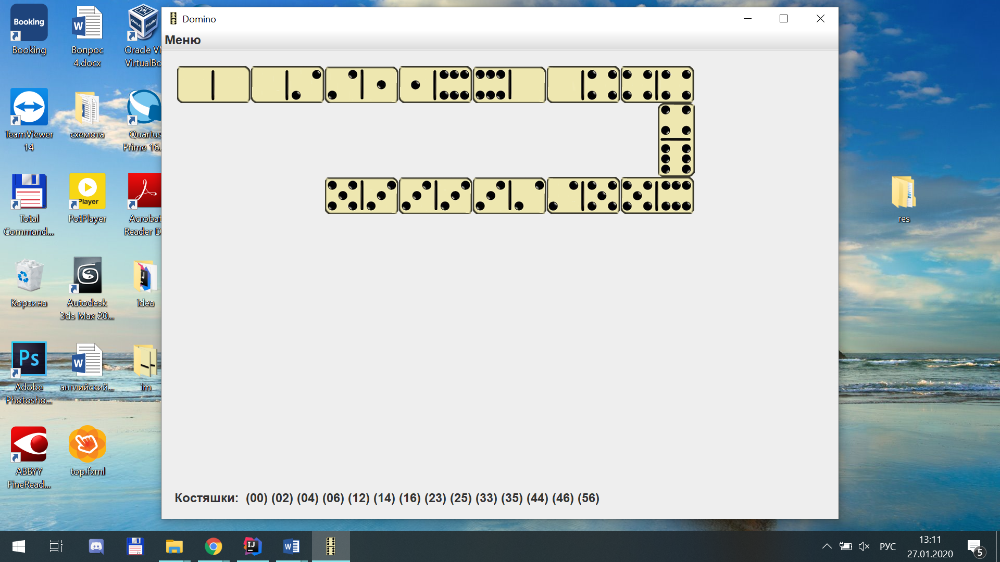 Domino
Меню
Костяшки: (00) (02) (04) (06) (12) (14) (16) (23) (25) (33) (35) (44) (46) (56)
Booking
Booking
Вопрос
4.docx
Oracle VM
VirtualBo
TeamViewer
14
схемота
Quartus
Prime 16.
Total
Command...
Player
PotPlayer
Acrobat
Reader D
Корзина
Autodesk
3ds Max 20...
idea
Ps
Adobe
Photosho...
W
английский...
im
ABBYY
FineRead...
top.fxml
res
РУС
13:11
27.01.2020
5